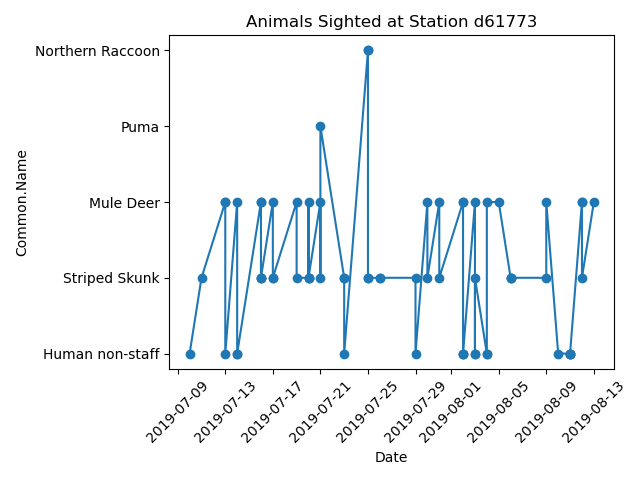 Animals Sighted at Station d61773
Northern Raccoon
Puma
Mule Deer
Striped Skunk
Human non-staff
Common.Name
2019-07-09
2019-07-13
2019-07-17
2019-07-21
2019-07-25
2019-07-29
2019-08-01
2019-08-05
2019-08-09
2019-08-13
Date